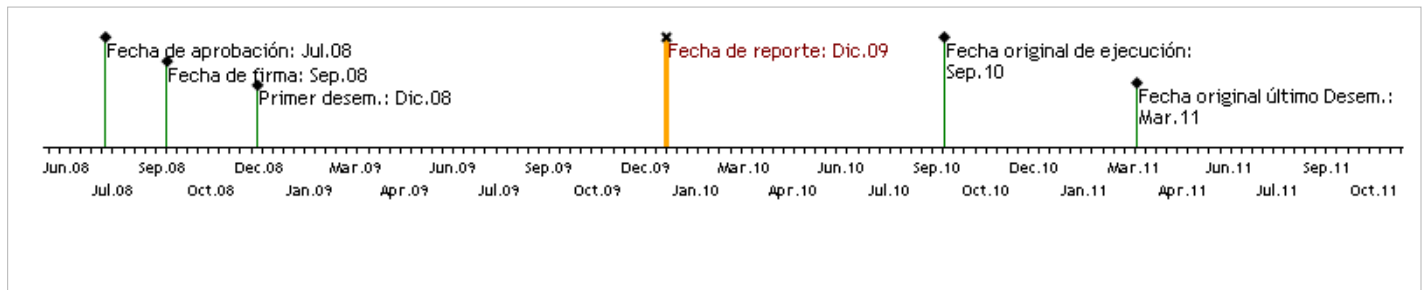 Fecha de aprobación: Jul.08
Fecha de firma: Sep.08
Primer desem.: Dic.08
Fecha de reporte: Dic.09
Fecha original de ejecución:
Sep.10
Fecha original último Desem.:
Mar.11
Jun.08 Sep.08 Dec.08 Mar.09 Jun.09 Sep.09 Dec.09 Mar.10 Jun.10 Sep.10 Dec.10 Mar.11 Jun.11 Sep.11
Jul.08 Oct.08 Jan.09 Apr.09 Jul.09 Oct.09 Jan.10 Apr.10 Jul.10 Oct.10 Jan.11 Apr.11 Jul.11 Oct.11